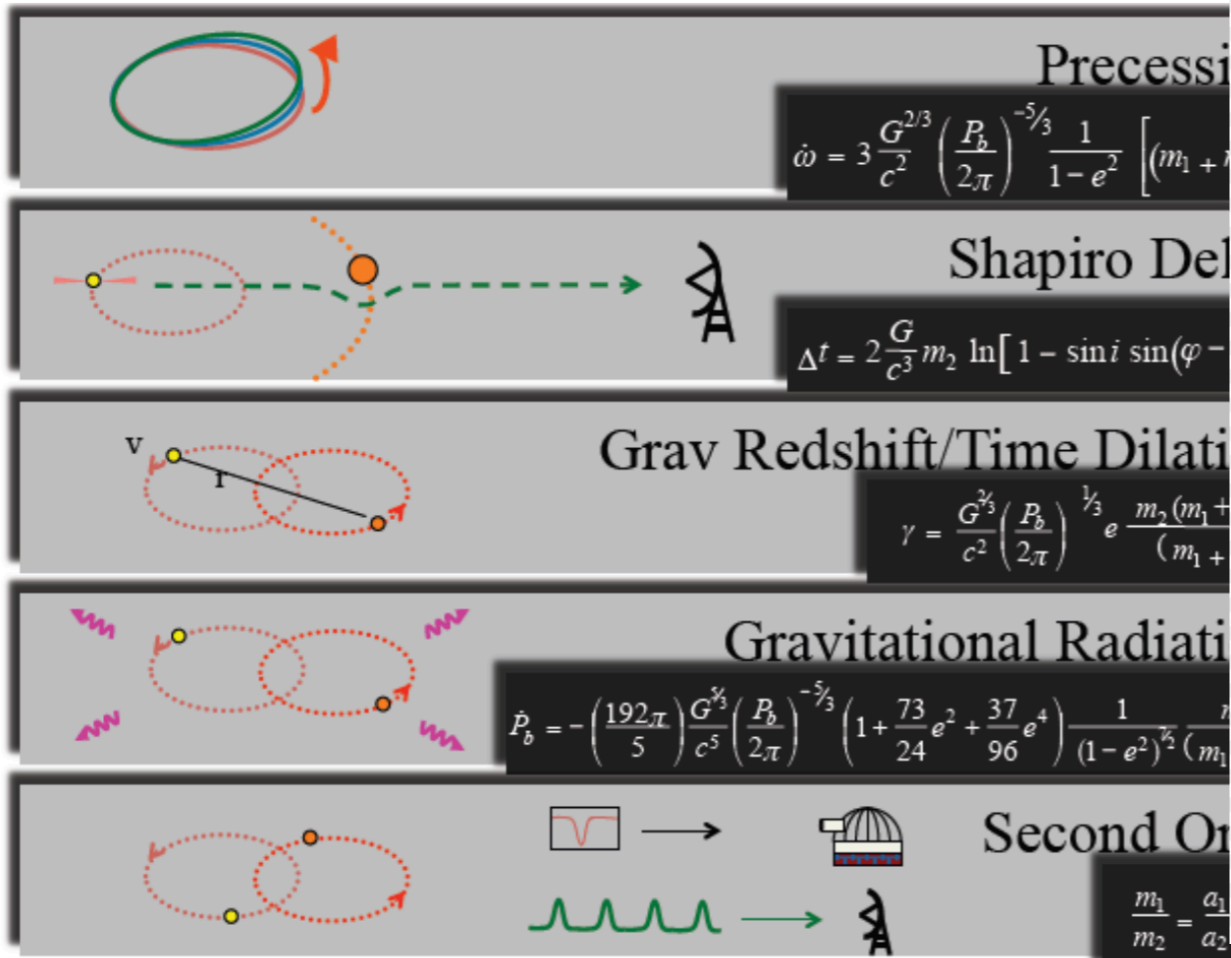 Precessi
ω̇ = 3 G^{2/3}/c^2 (P_b/2π)^{-5/3} 1/(1-e^2) [(m_1 +
Shapiro Del
Δt = 2 G/c^3 m_2 ln[ 1 - sin i sin(φ -
Grav Redshift/Time Dilati
v
r
γ = G^{2/3}/c^2 (P_b/2π)^{1/3} e m_2(m_1+/(m_1+
Gravitational Radiati
Ṗ_b = -(192π/5) G^{5/3}/c^5 (P_b/2π)^{-5/3} (1 + 73/24 e^2 + 37/96 e^4) 1/(1-e^2)^{7/2} /(m_1
Second Or
m_1/m_2 = a_1/a_2